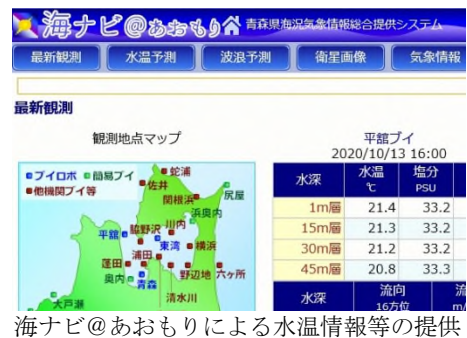 海ナビ@あおもり 青森県海況気象情報総合提供システム
最新観測 水温予測 波浪予測 衛星画像 気象情報
最新観測
観測地点マップ
■ブイロボ ■簡易ブイ
■他機関ブイ等
蛇浦
佐井
関根浜
尻屋
浜奥内
川内
脇野沢
平舘
東湾
横浜
浦田
蓬田
野辺地
六ヶ所
奥内
青森
清水川
大戸瀬
平舘ブイ
2020/10/13 16:00
水深 水温 ℃ 塩分 PSU
1m層 21.4 33.2
15m層 21.3 33.2
30m層 21.2 33.2
45m層 20.8 33.3
水深 流向 16方位
海ナビ@あおもりによる水温情報等の提供